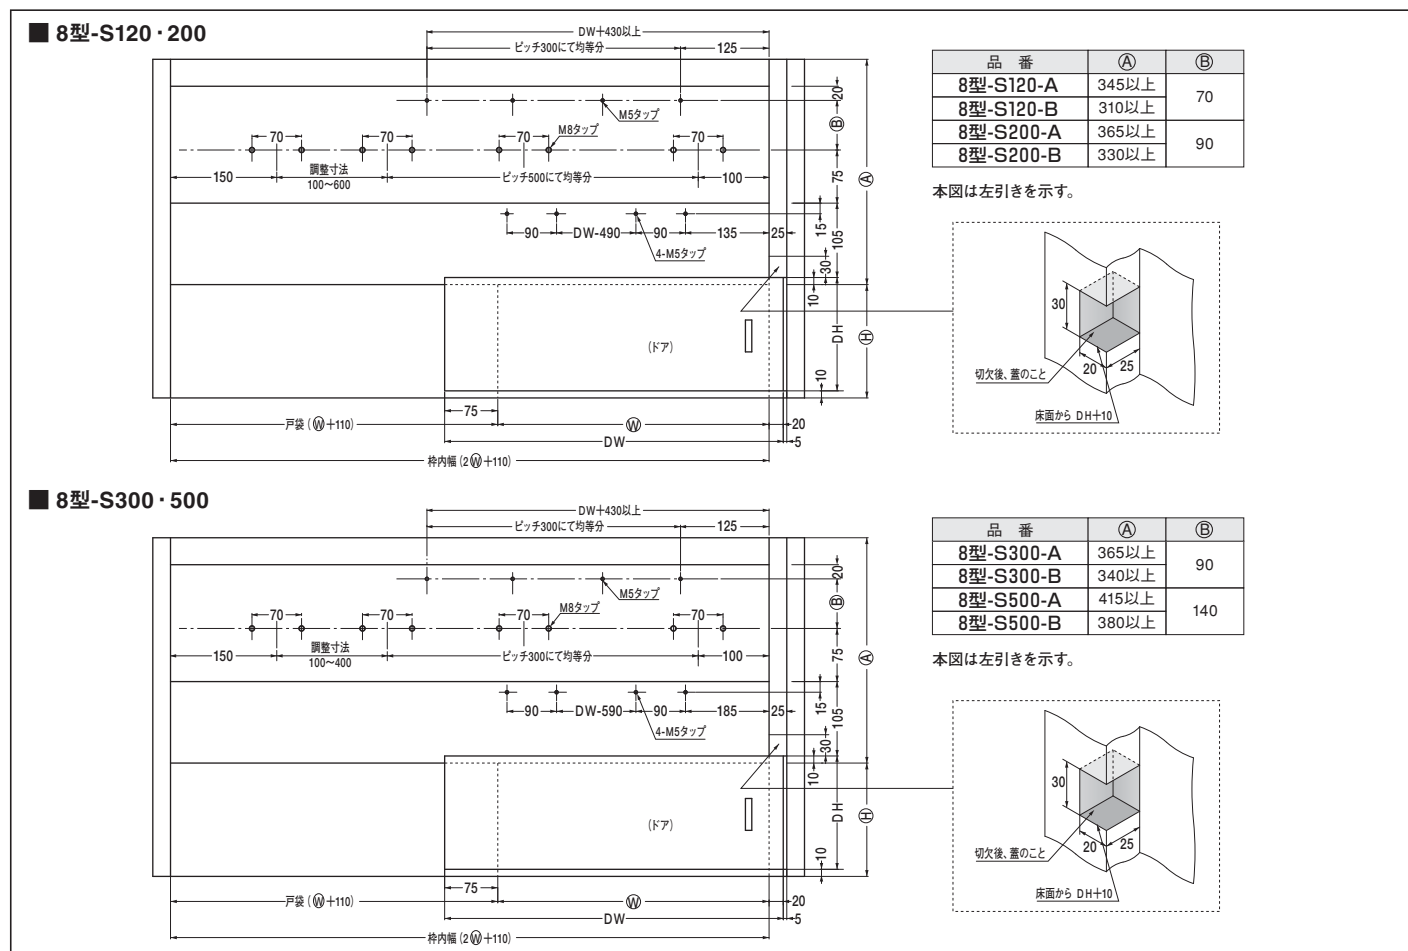 ■ 8型-S120・200
DW+430以上
ピッチ300にて均等分
125
20
Ⓑ
M5タップ
M8タップ
70
70
70
70
調整寸法
100~600
150
ピッチ500にて均等分
100
75
Ⓐ
90
DW-490
90
135
25
15
105
4-M5タップ
30
10
DH
Ⓗ
(ドア)
10
75
戸袋(Ⓦ+110)
Ⓦ
20
DW
5
枠内幅(2Ⓦ+110)
品 番 Ⓐ Ⓑ
8型-S120-A 345以上 70
8型-S120-B 310以上
8型-S200-A 365以上 90
8型-S200-B 330以上
本図は左引きを示す。
30
20
25
切欠後、蓋のこと
床面から DH+10
■ 8型-S300・500
DW+430以上
ピッチ300にて均等分
125
20
Ⓑ
M5タップ
M8タップ
70
70
70
70
調整寸法
100~400
150
ピッチ300にて均等分
100
75
Ⓐ
90
DW-590
90
185
25
15
105
4-M5タップ
30
10
DH
Ⓗ
(ドア)
10
75
戸袋(Ⓦ+110)
Ⓦ
20
DW
5
枠内幅(2Ⓦ+110)
品 番 Ⓐ Ⓑ
8型-S300-A 365以上 90
8型-S300-B 340以上
8型-S500-A 415以上 140
8型-S500-B 380以上
本図は左引きを示す。
30
20
25
切欠後、蓋のこと
床面から DH+10